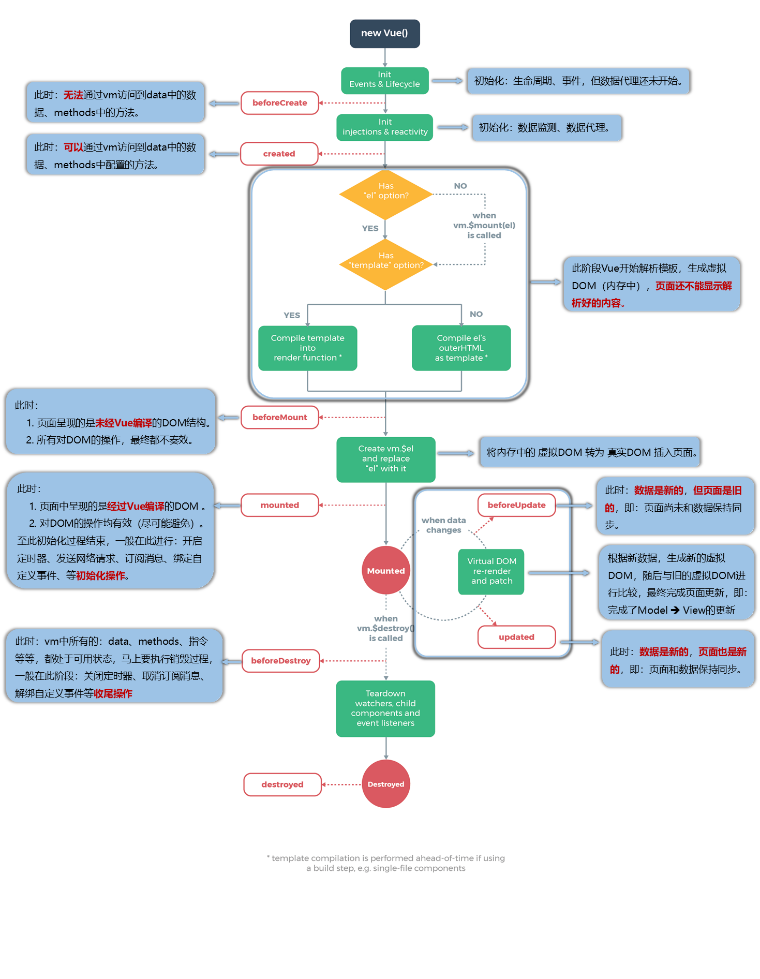 new Vue()
Init
Events & Lifecycle
初始化：生命周期、事件，但数据代理还未开始。
此时：无法通过vm访问到data中的数
据、methods中的方法。
beforeCreate
Init
injections & reactivity
初始化：数据监测、数据代理。
此时：可以通过vm访问到data中的数
据、methods中配置的方法。
created
Has
"el" option?
NO
when
vm.$mount(el)
is called
YES
Has
"template" option?
此阶段Vue开始解析模板，生成虚拟
DOM（内存中），页面还不能显示解
析好的内容。
YES
NO
Compile template
into
render function *
Compile el's
outerHTML
as template *
此时：
1. 页面呈现的是未经Vue编译的DOM结构。
2. 所有对DOM的操作，最终都不奏效。
beforeMount
Create vm.$el
and replace
"el" with it
将内存中的 虚拟DOM 转为 真实DOM 插入页面。
此时：
1. 页面中呈现的是经过Vue编译的DOM 。
2. 对DOM的操作均有效（尽可能避免）。
至此初始化过程结束，一般在此进行：开启
定时器、发送网络请求、订阅消息、绑定自
定义事件、等初始化操作。
mounted
Mounted
when data
changes
beforeUpdate
此时：数据是新的，但页面是旧
的，即：页面尚未和数据保持同
步。
Virtual DOM
re-render
and patch
根据新数据，生成新的虚拟
DOM，随后与旧的虚拟DOM进
行比较，最终完成页面更新，即：
完成了Model ➔ View的更新
updated
此时：数据是新的，页面也是新
的，即：页面和数据保持同步。
when
vm.$destroy()
is called
此时：vm中所有的：data、methods、指令
等等，都处于可用状态，马上要执行销毁过程，
一般在此阶段：关闭定时器、取消订阅消息、
解绑自定义事件等收尾操作
beforeDestroy
Teardown
watchers, child
components and
event listeners
destroyed
Destroyed
* template compilation is performed ahead-of-time if using
a build step, e.g. single-file components